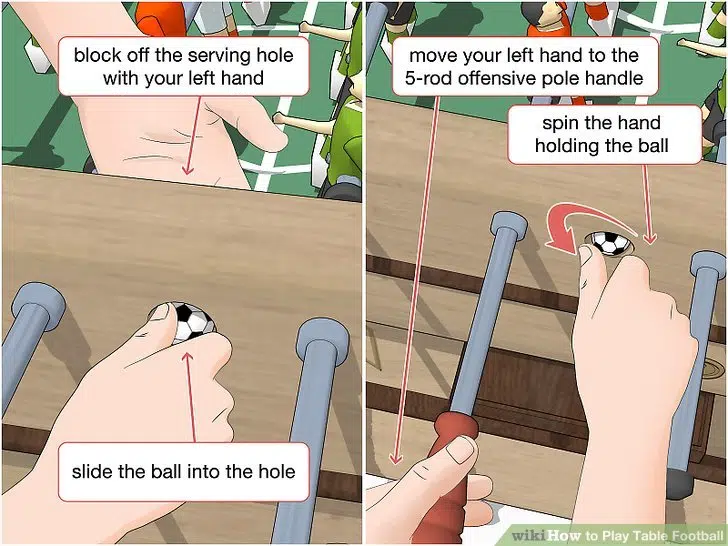 block off the serving hole
with your left hand
slide the ball into the hole
move your left hand to the
5-rod offensive pole handle
spin the hand
holding the ball
wikiHow to Play Table Football